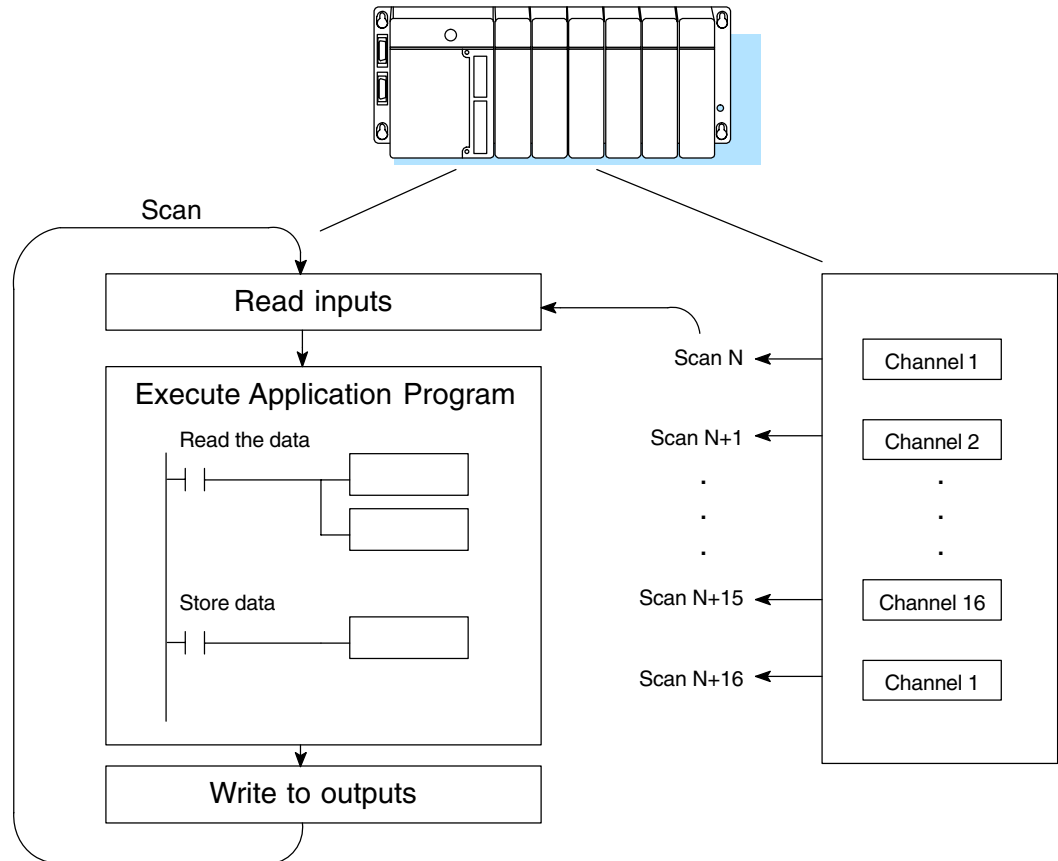 Scan
Read inputs
Execute Application Program
Read the data
Store data
Write to outputs
Scan N
Channel 1
Scan N+1
Channel 2
.
.
.
.
.
.
Scan N+15
Channel 16
Scan N+16
Channel 1